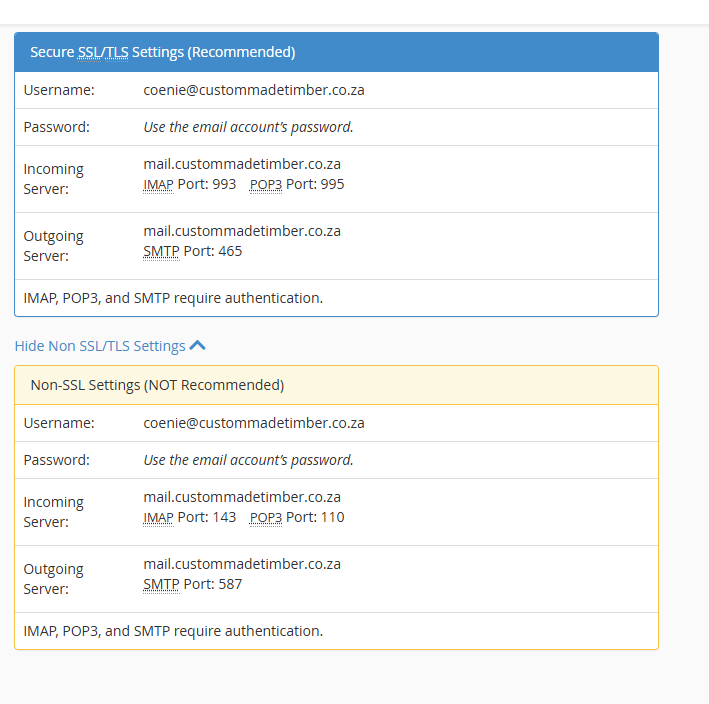 Secure SSL/TLS Settings (Recommended)
Username: coenie@custommadetimber.co.za
Password: Use the email account's password.
Incoming Server: mail.custommadetimber.co.za
IMAP Port: 993 POP3 Port: 995
Outgoing Server: mail.custommadetimber.co.za
SMTP Port: 465
IMAP, POP3, and SMTP require authentication.
Hide Non SSL/TLS Settings
Non-SSL Settings (NOT Recommended)
Username: coenie@custommadetimber.co.za
Password: Use the email account's password.
Incoming Server: mail.custommadetimber.co.za
IMAP Port: 143 POP3 Port: 110
Outgoing Server: mail.custommadetimber.co.za
SMTP Port: 587
IMAP, POP3, and SMTP require authentication.